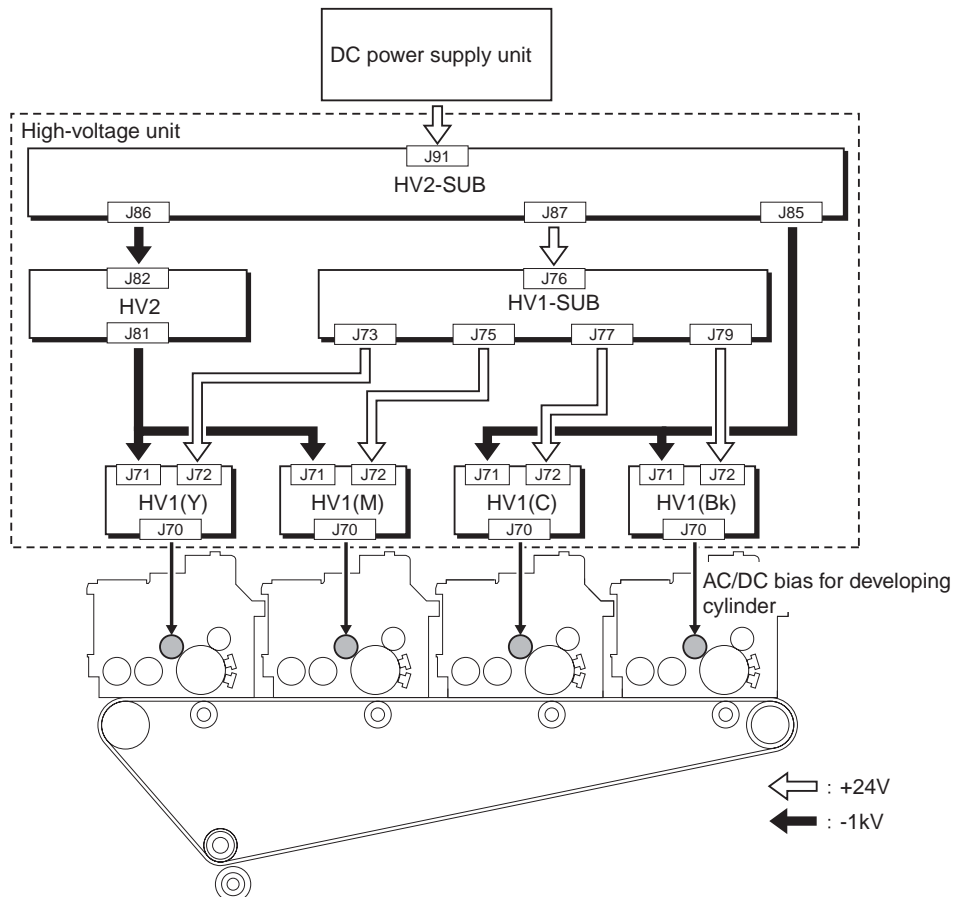 DC power supply unit
High-voltage unit
J91
HV2-SUB
J86
J87
J85
J82
HV2
J81
J76
HV1-SUB
J73
J75
J77
J79
J71
J72
HV1(Y)
J70
J71
J72
HV1(M)
J70
J71
J72
HV1(C)
J70
J71
J72
HV1(Bk)
J70
AC/DC bias for developing
cylinder
: +24V
: -1kV